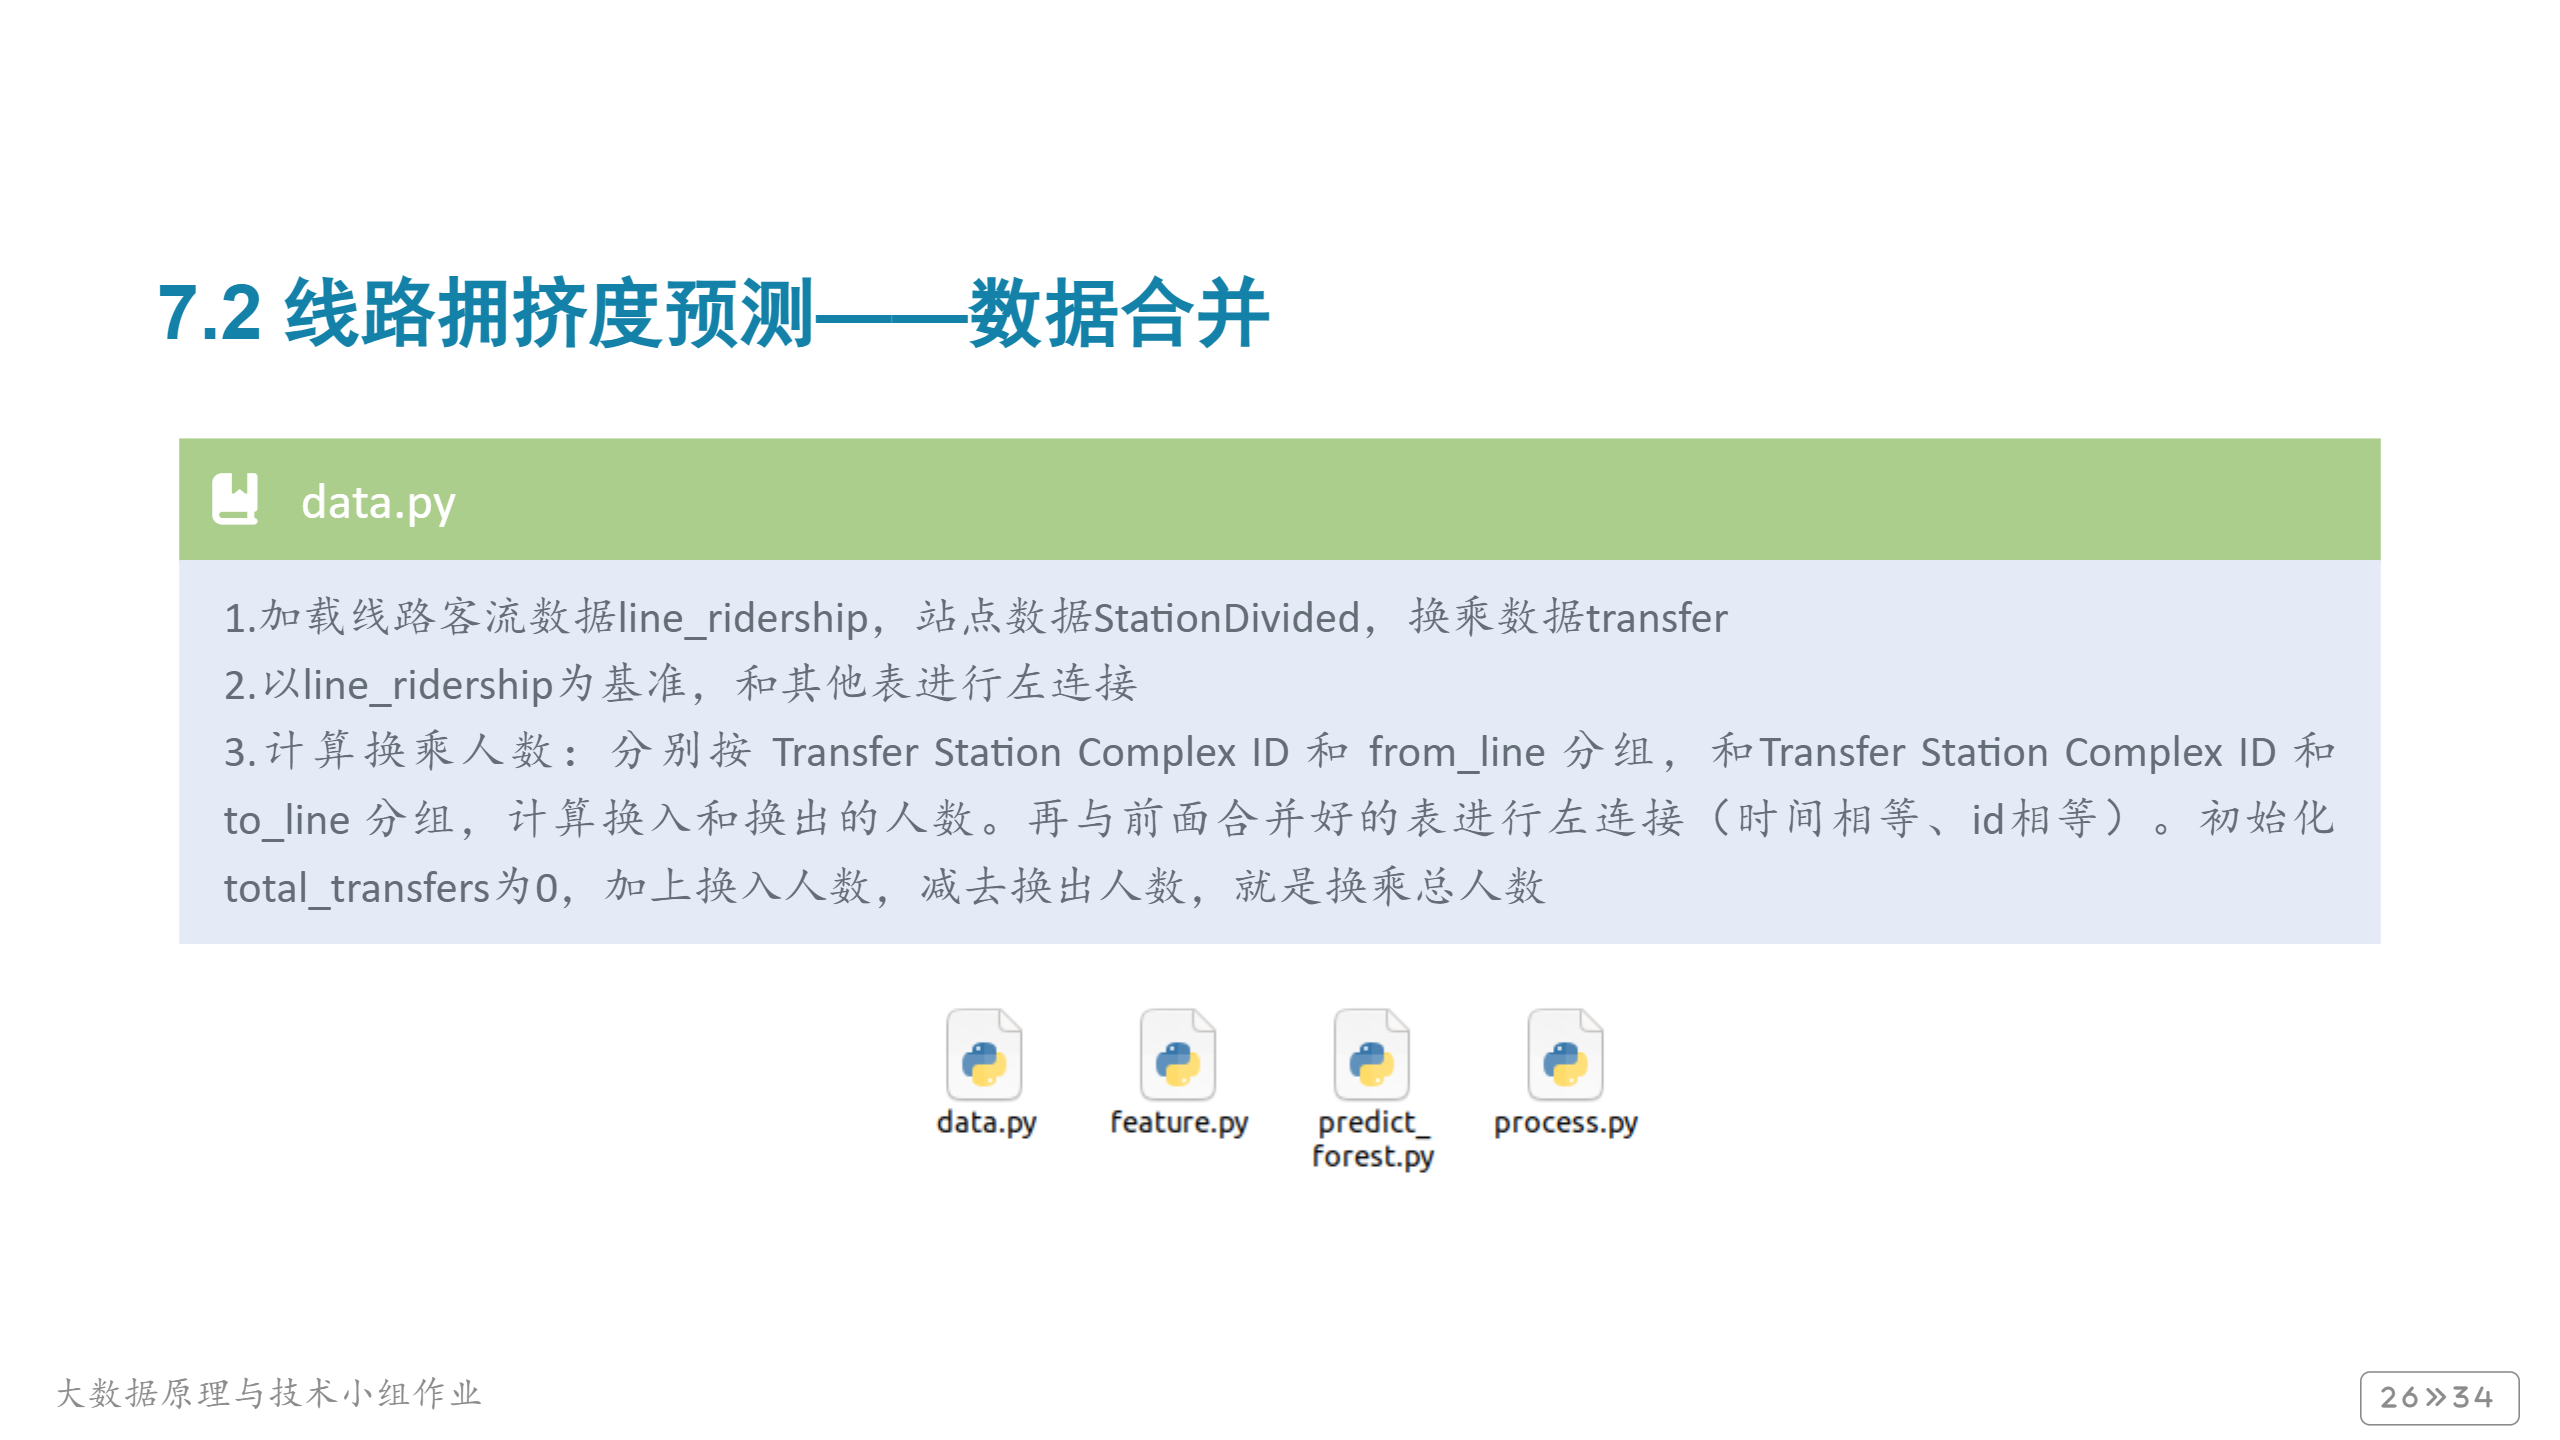 7.2 线路拥挤度预测——数据合并
data.py
1.加载线路客流数据line_ridership，站点数据StationDivided，换乘数据transfer
2.以line_ridership为基准，和其他表进行左连接
3.计算换乘人数：分别按 Transfer Station Complex ID 和 from_line 分组，和Transfer Station Complex ID 和
to_line 分组，计算换入和换出的人数。再与前面合并好的表进行左连接（时间相等、id相等）。初始化
total_transfers为0，加上换入人数，减去换出人数，就是换乘总人数
data.py
feature.py
predict_
forest.py
process.py
大数据原理与技术小组作业
26»34